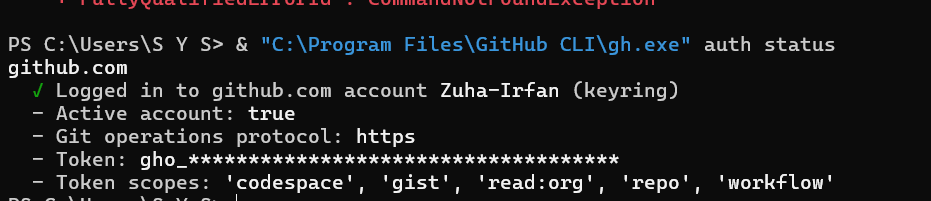 + FullyQualifiedErrorId : CommandNotFoundException
PS C:\Users\S Y S> & "C:\Program Files\GitHub CLI\gh.exe" auth status
github.com
  ✓ Logged in to github.com account Zuha-Irfan (keyring)
  - Active account: true
  - Git operations protocol: https
  - Token: gho_************************************
  - Token scopes: 'codespace', 'gist', 'read:org', 'repo', 'workflow'
PS C:\Users\S Y S>